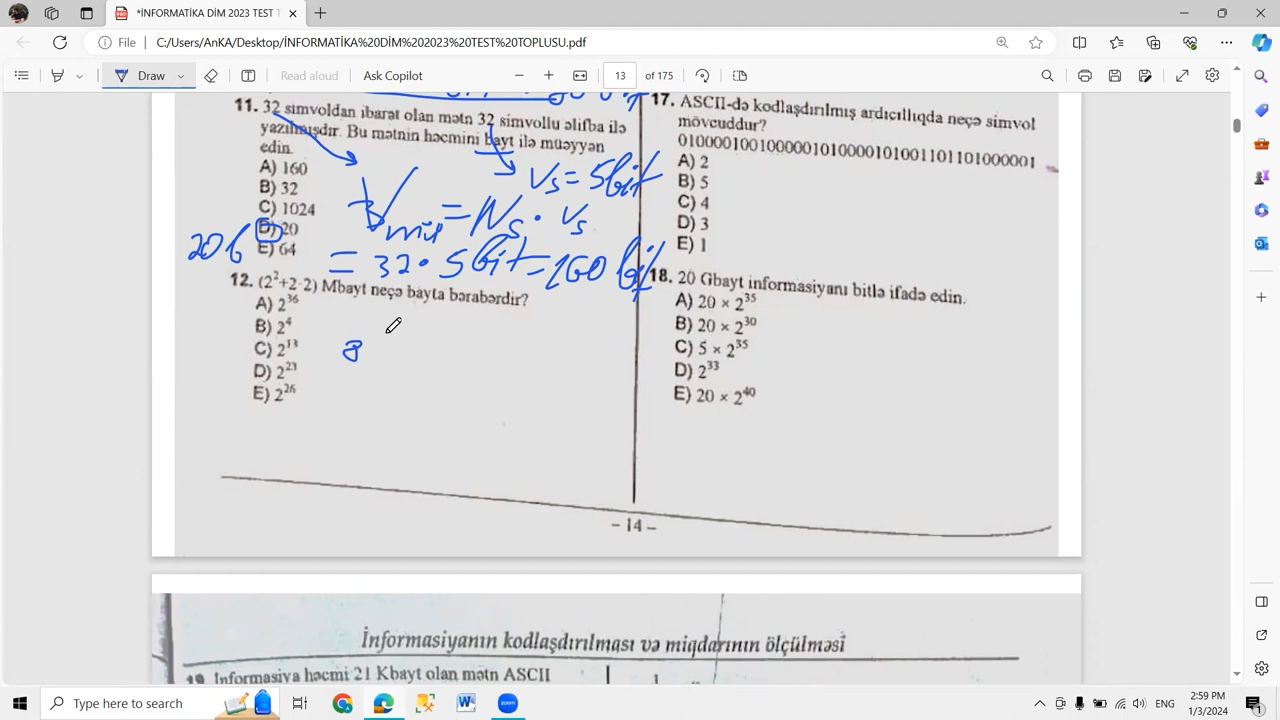 *İNFORMATİKA DİM 2023 TEST T
File
C:/Users/AnKA/Desktop/İNFORMATİKA%20DİM%202023%20TEST%20TOPLUSU.pdf
Draw
Read aloud
Ask Copilot
13
of 175
11. 32 simvoldan ibarət olan mətn 32 simvollu əlifba ilə
yazılmışdır. Bu mətnin həcmini bayt ilə müəyyən
edin.
A) 160
B) 32
C) 1024
D) 20
E) 64
Vs = 5bit
= Ns · Vs
= 32 · 5bit = 160 bit
20b
12. (2²+2·2) Mbayt neçə bayta bərabərdir?
A) 2³⁶
B) 2⁴
C) 2¹³
D) 2²³
E) 2²⁶
8
17. ASCII-də kodlaşdırılmış ardıcıllıqda neçə simvol
mövcuddur?
A) 2
B) 5
C) 4
D) 3
E) 1
18. 20 Gbayt informasiyanı bitlə ifadə edin.
A) 20 × 2³⁵
B) 20 × 2³⁰
C) 5 × 2³⁵
D) 2³³
E) 20 × 2⁴⁰
– 14 –
İnformasiyanın kodlaşdırılması və miqdarının ölçülməsi
19. İnformasiya həcmi 21 Kbayt olan mətn ASCII
Type here to search
zoom
ENG
2:59 PM
1/3/2024